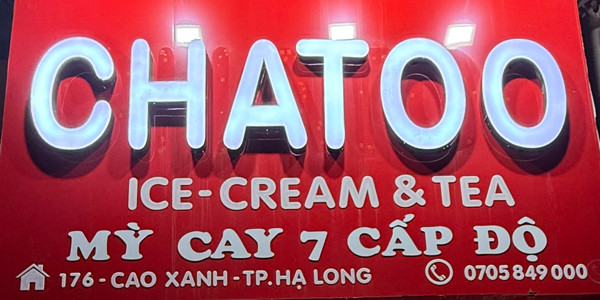 CHATOO
ICE-CREAM & TEA
MỲ CAY 7 CẤP ĐỘ
176 - CAO XANH - TP.HẠ LONG 0705 849 000